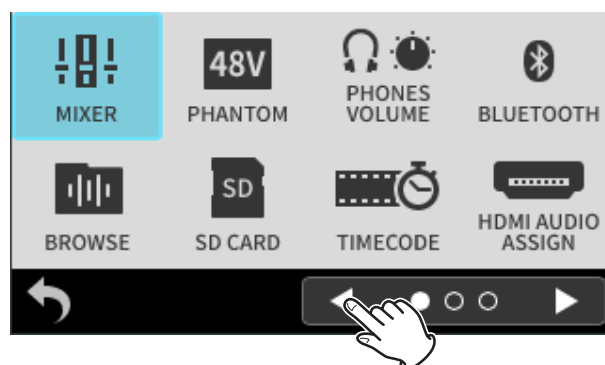 48V
MIXER
PHANTOM
PHONES
VOLUME
BLUETOOTH
SD
BROWSE
SD CARD
TIMECODE
HDMI AUDIO
ASSIGN